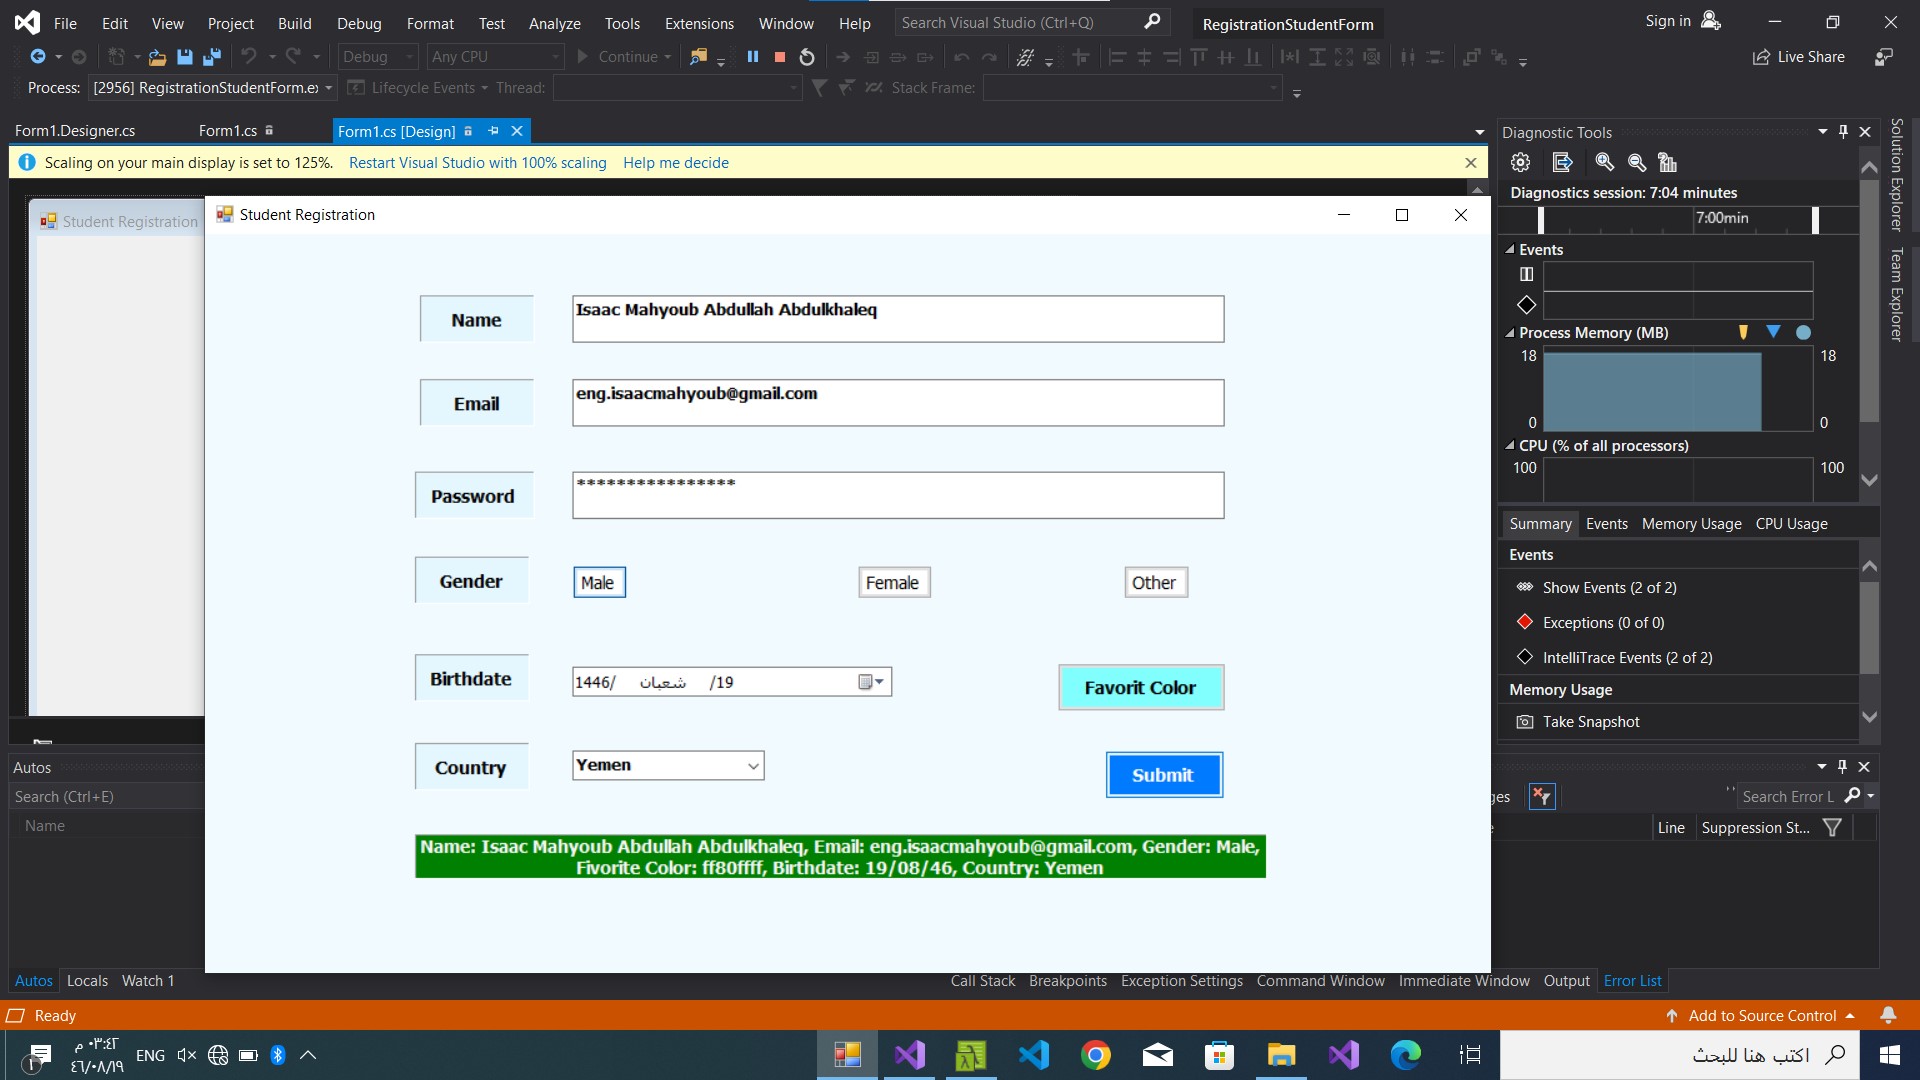 File Edit View Project Build Debug Format Test Analyze Tools Extensions Window Help Search Visual Studio (Ctrl+Q) RegistrationStudentForm Sign in
Debug Any CPU Continue Live Share
Process: [2956] RegistrationStudentForm.ex Lifecycle Events Thread: Stack Frame:
Form1.Designer.cs Form1.cs Form1.cs [Design]
Scaling on your main display is set to 125%. Restart Visual Studio with 100% scaling Help me decide
Student Registration
Student Registration
Name
Isaac Mahyoub Abdullah Abdulkhaleq
Email
eng.isaacmahyoub@gmail.com
Password
****************
Gender
Male Female Other
Birthdate
1446/ شعبان /19
Favorit Color
Country
Yemen
Submit
Name: Isaac Mahyoub Abdullah Abdulkhaleq, Email: eng.isaacmahyoub@gmail.com, Gender: Male,
Fivorite Color: ff80ffff, Birthdate: 19/08/46, Country: Yemen
Diagnostic Tools
Diagnostics session: 7:04 minutes
7:00min
Events
Process Memory (MB)
18 18
0 0
CPU (% of all processors)
100 100
Summary Events Memory Usage CPU Usage
Events
Show Events (2 of 2)
Exceptions (0 of 0)
IntelliTrace Events (2 of 2)
Memory Usage
Take Snapshot
Solution Explorer
Team Explorer
Autos
Search (Ctrl+E)
Name
Search Error L
Line Suppression St...
Autos Locals Watch 1
Call Stack Breakpoints Exception Settings Command Window Immediate Window Output Error List
Ready Add to Source Control
٠٣:٤٢ م
٤٦/٠٨/١٩
ENG
اكتب هنا للبحث